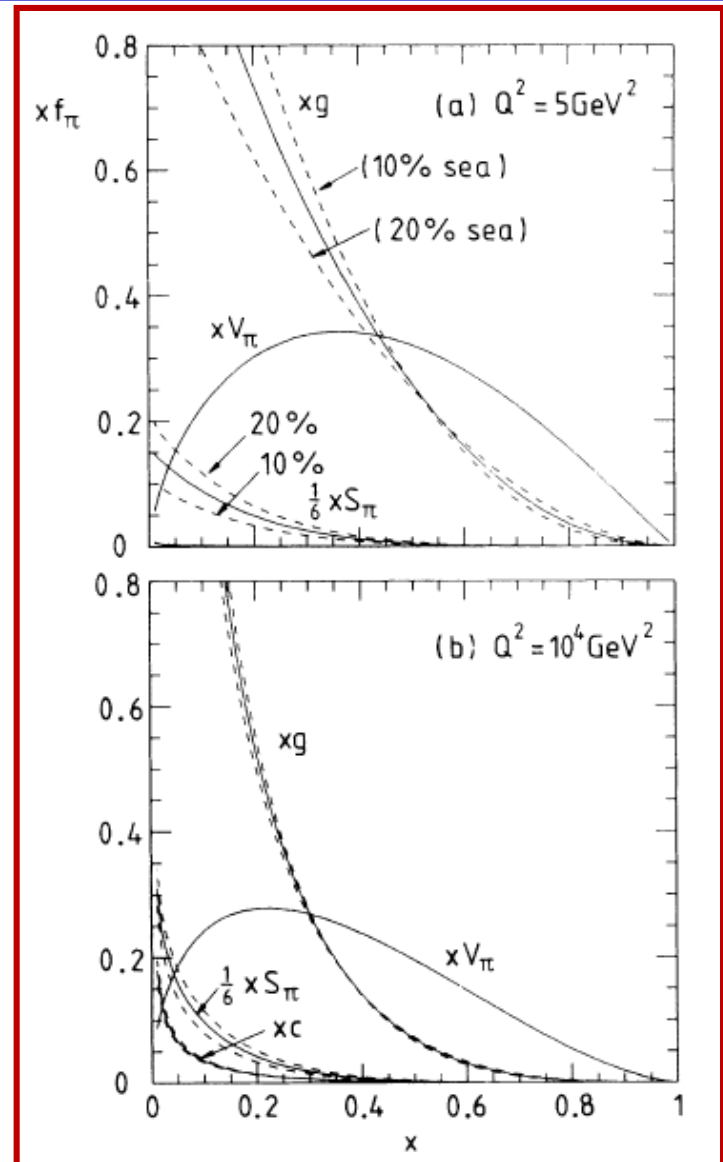 0.8
x f_π
xg
(a) Q² = 5GeV²
(10% sea)
0.6
(20% sea)
0.4
xV_π
0.2
20%
10%
1/6 xS_π
0
0.8
(b) Q² = 10⁴GeV²
0.6
xg
0.4
xV_π
0.2
1/6 xS_π
xc
0
0 0.2 0.4 0.6 0.8 1
x